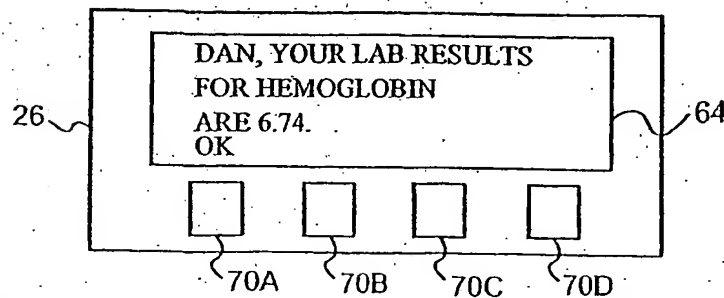 DAN, YOUR LAB RESULTS
FOR HEMOGLOBIN
26 ARE 6.74. 64
OK
70A 70B 70C 70D